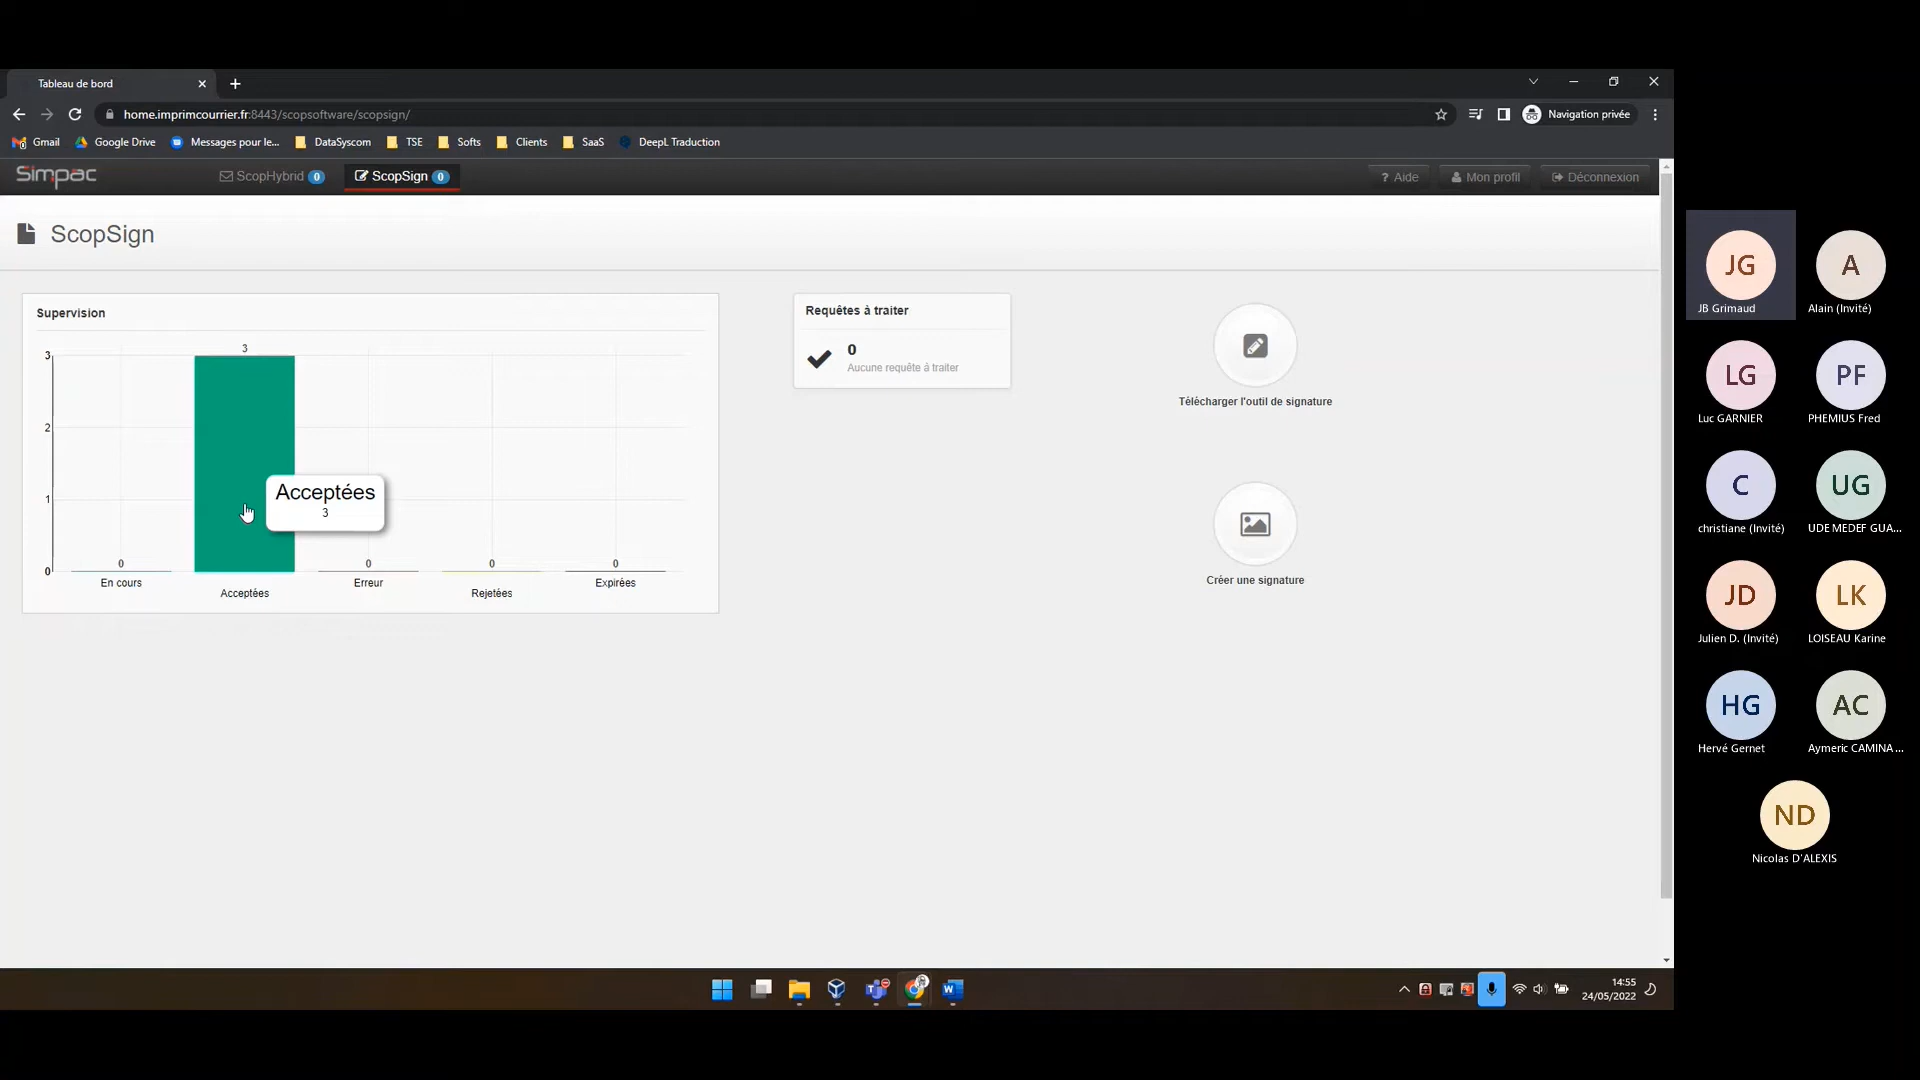 Tableau de bord
home.imprimcourrier.fr:8443/scopsoftware/scopsign/
Navigation privée
Gmail
Google Drive
Messages pour le...
DataSyscom
TSE
Softs
Clients
SaaS
DeepL Traduction
Simpac
ScopHybrid 0
ScopSign 0
? Aide
Mon profil
Déconnexion
ScopSign
Supervision
3
2
1
0
0
3
0
0
0
En cours
Acceptées
Erreur
Rejetées
Expirées
Acceptées
3
Requêtes à traiter
0
Aucune requête à traiter
Télécharger l'outil de signature
Créer une signature
JG
JB Grimaud
A
Alain (Invité)
LG
Luc GARNIER
PF
PHEMIUS Fred
C
christiane (Invité)
UG
UDE MEDEF GUA...
JD
Julien D. (Invité)
LK
LOISEAU Karine
HG
Hervé Gernet
AC
Aymeric CAMINA ...
ND
Nicolas D'ALEXIS
14:55
24/05/2022